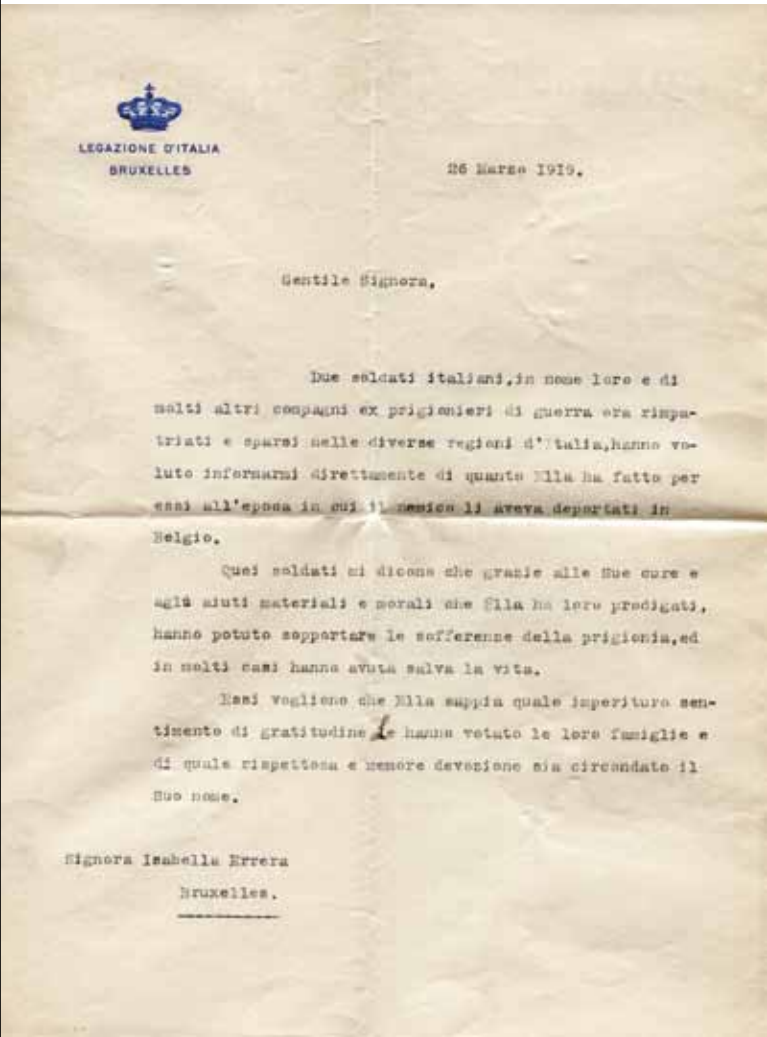 LEGAZIONE D'ITALIA
BRUXELLES
26 Marzo 1919.
Gentile Signora,
Due soldati italiani,in nome loro e di
molti altri compagni ex prigionieri di guerra ora rimpa-
triati e sparsi nelle diverse regioni d'Italia,hanno vo-
luto informarmi direttamente di quanto Ella ha fatto per
essi all'epoca in cui il nemico li aveva deportati in
Belgio.
Quei soldati mi dicono che grazie alle Sue cure e
agli aiuti materiali e morali che Ella ha loro prodigati,
hanno potuto sopportare le sofferenze della prigionia,ed
in molti casi hanno avuta salva la vita.
Essi vogliono che Ella sappia quale imperituro sen-
timento di gratitudine Le hanno votato le loro famiglie e
di quale rispettosa e memore devozione sia circondato il
Suo nome.
Signora Isabella Errera
Bruxelles.